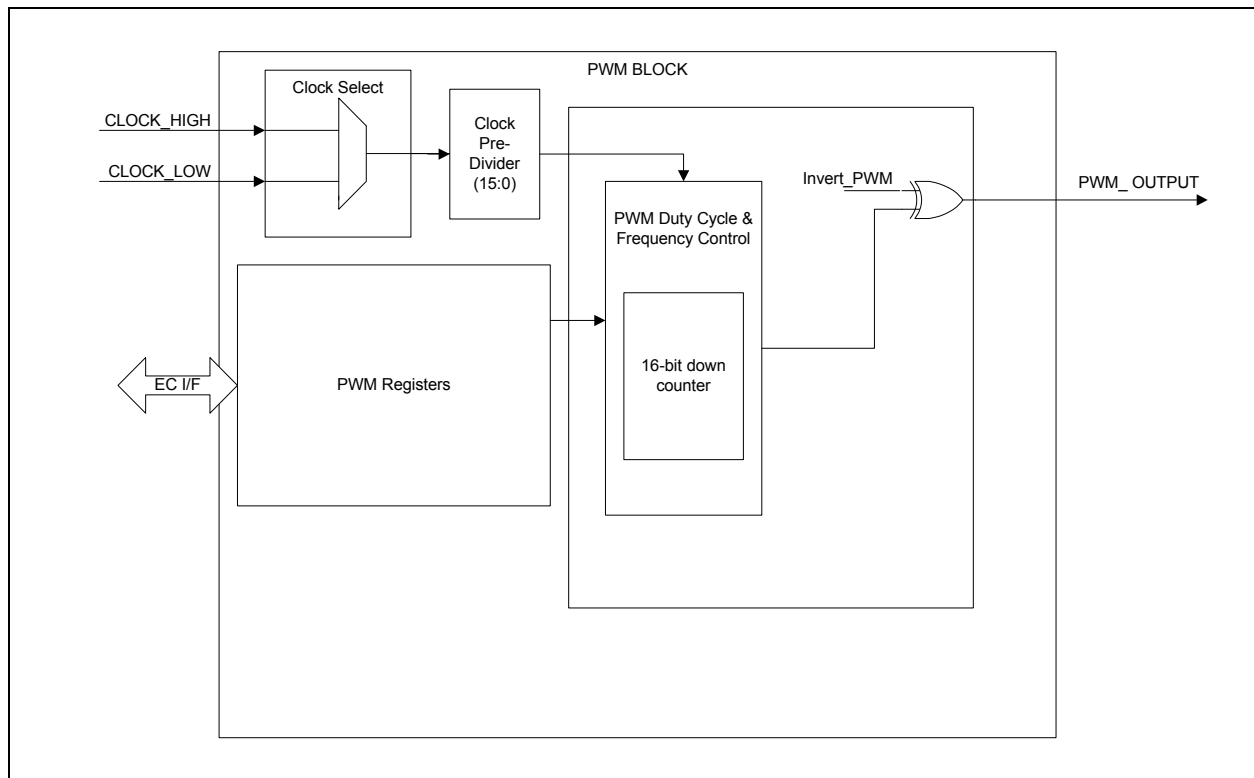 PWM BLOCK
Clock Select
CLOCK_HIGH
CLOCK_LOW
Clock
Pre-
Divider
(15:0)
Invert_PWM
PWM_ OUTPUT
PWM Duty Cycle &
Frequency Control
16-bit down
counter
EC I/F
PWM Registers